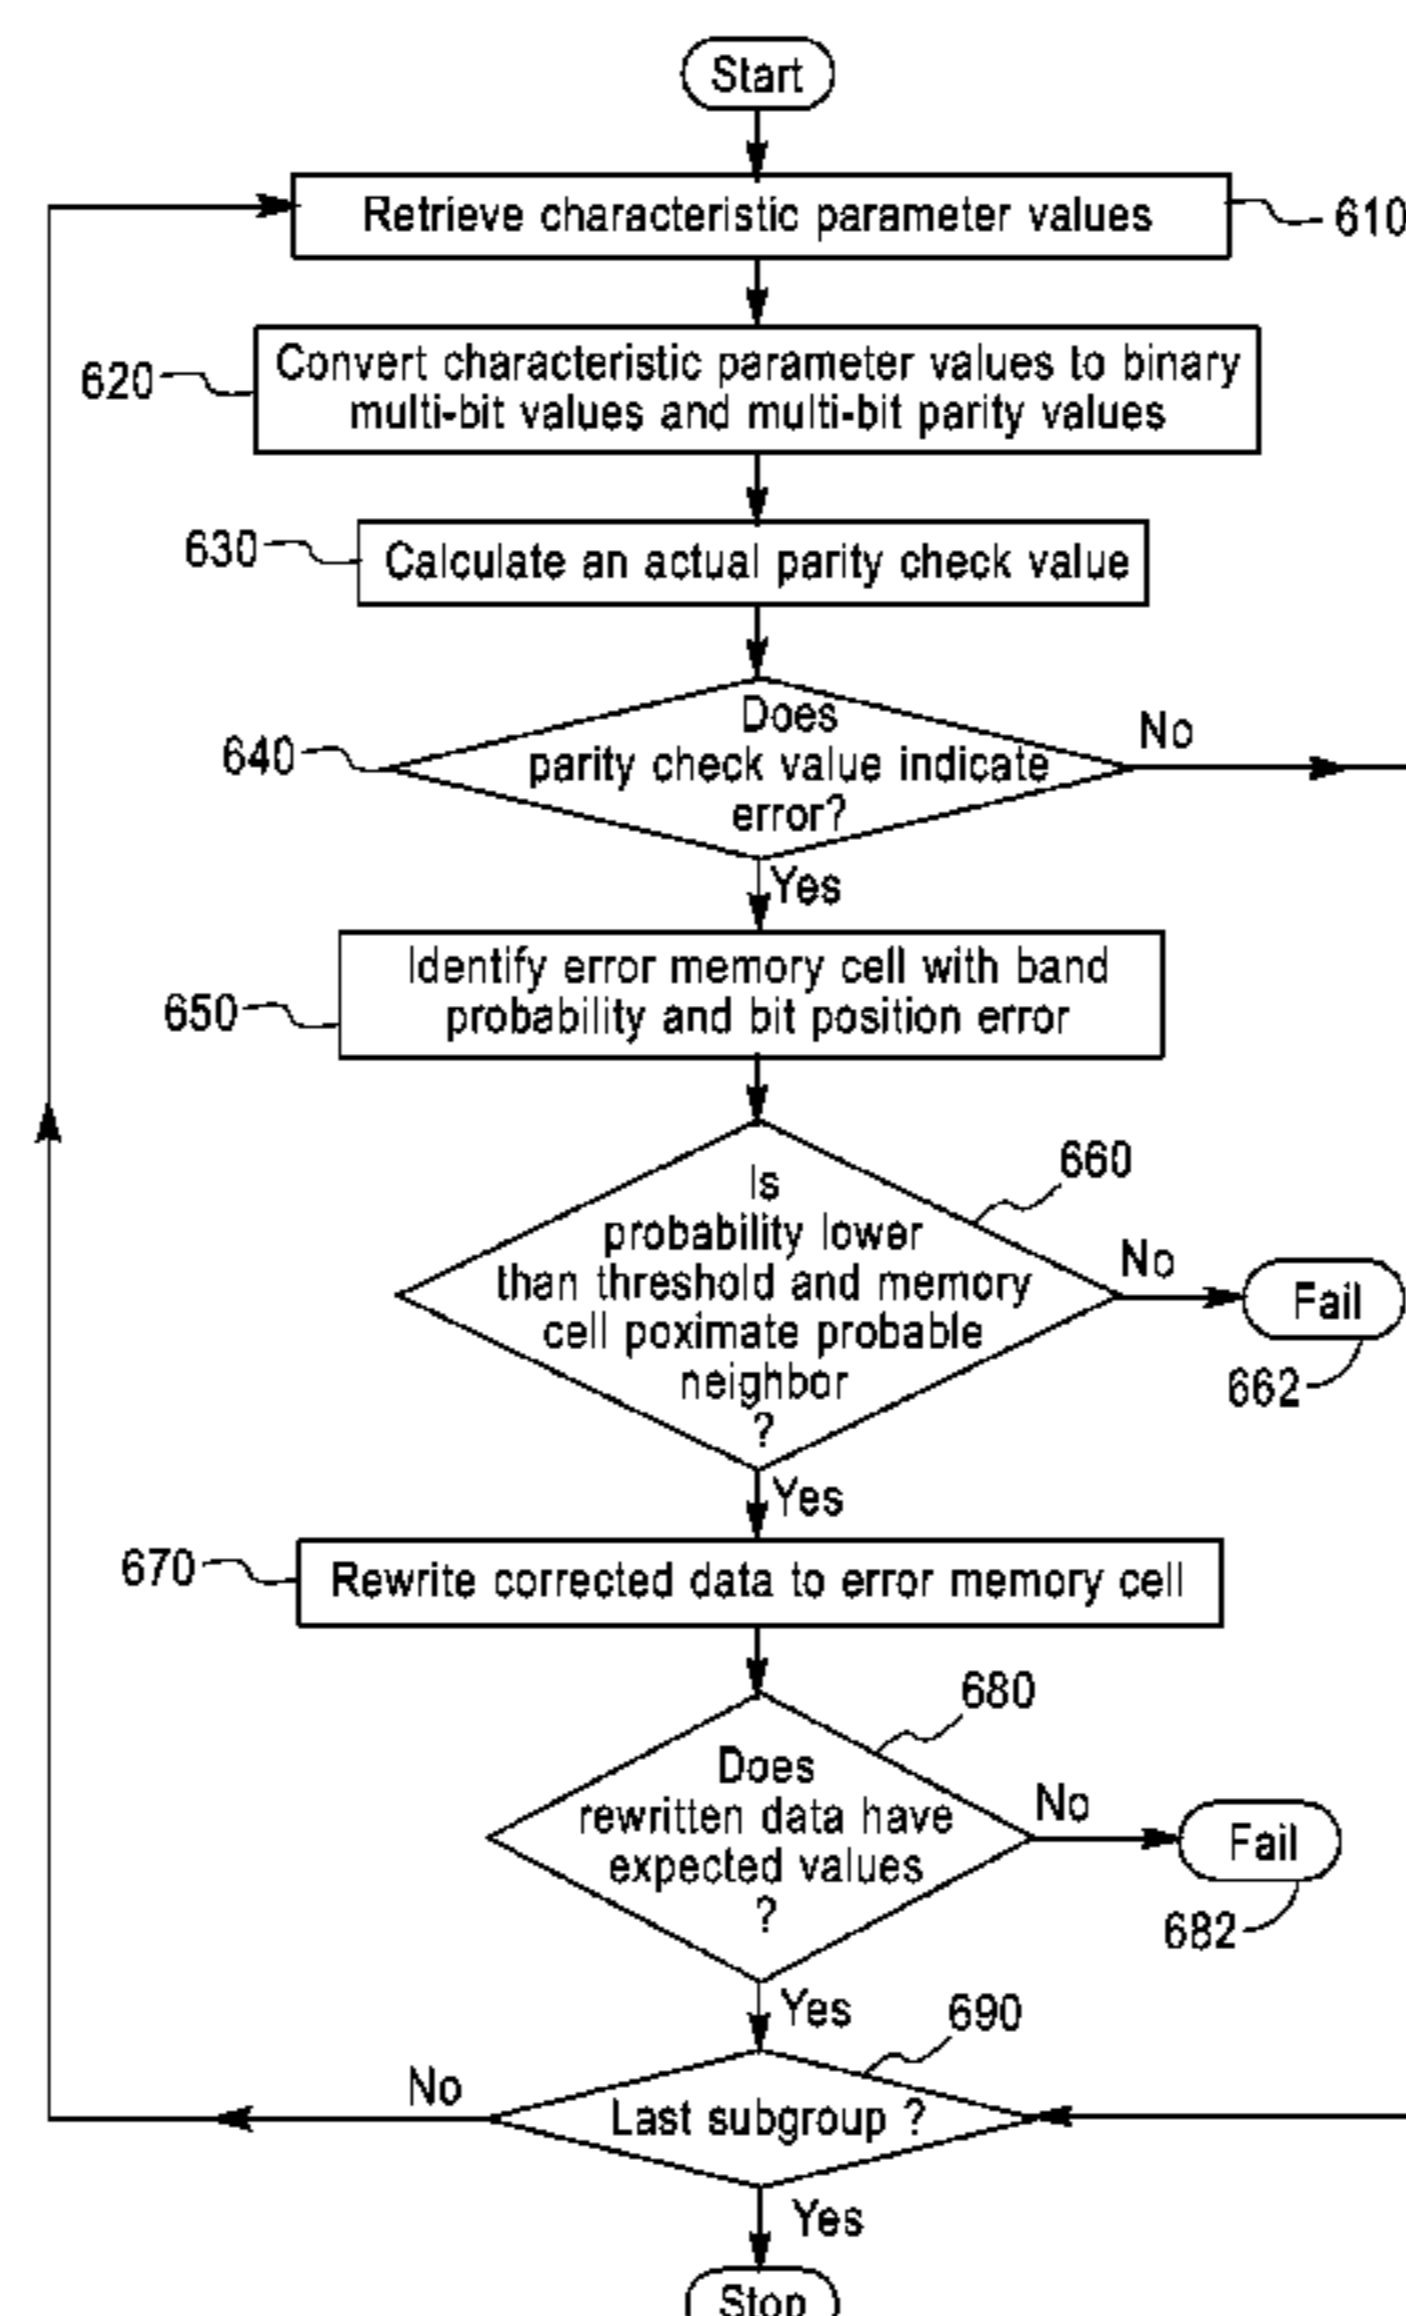 Start
Retrieve characteristic parameter values
610
620
Convert characteristic parameter values to binary
multi-bit values and multi-bit parity values
630
Calculate an actual parity check value
640
Does
parity check value indicate
error?
No
Yes
650
Identify error memory cell with band
probability and bit position error
660
Is
probability lower
than threshold and memory
cell poximate probable
neighbor
?
No
Fail
662
Yes
670
Rewrite corrected data to error memory cell
680
Does
rewritten data have
expected values
?
No
Fail
682
Yes
690
No
Last subgroup ?
Yes
Stop